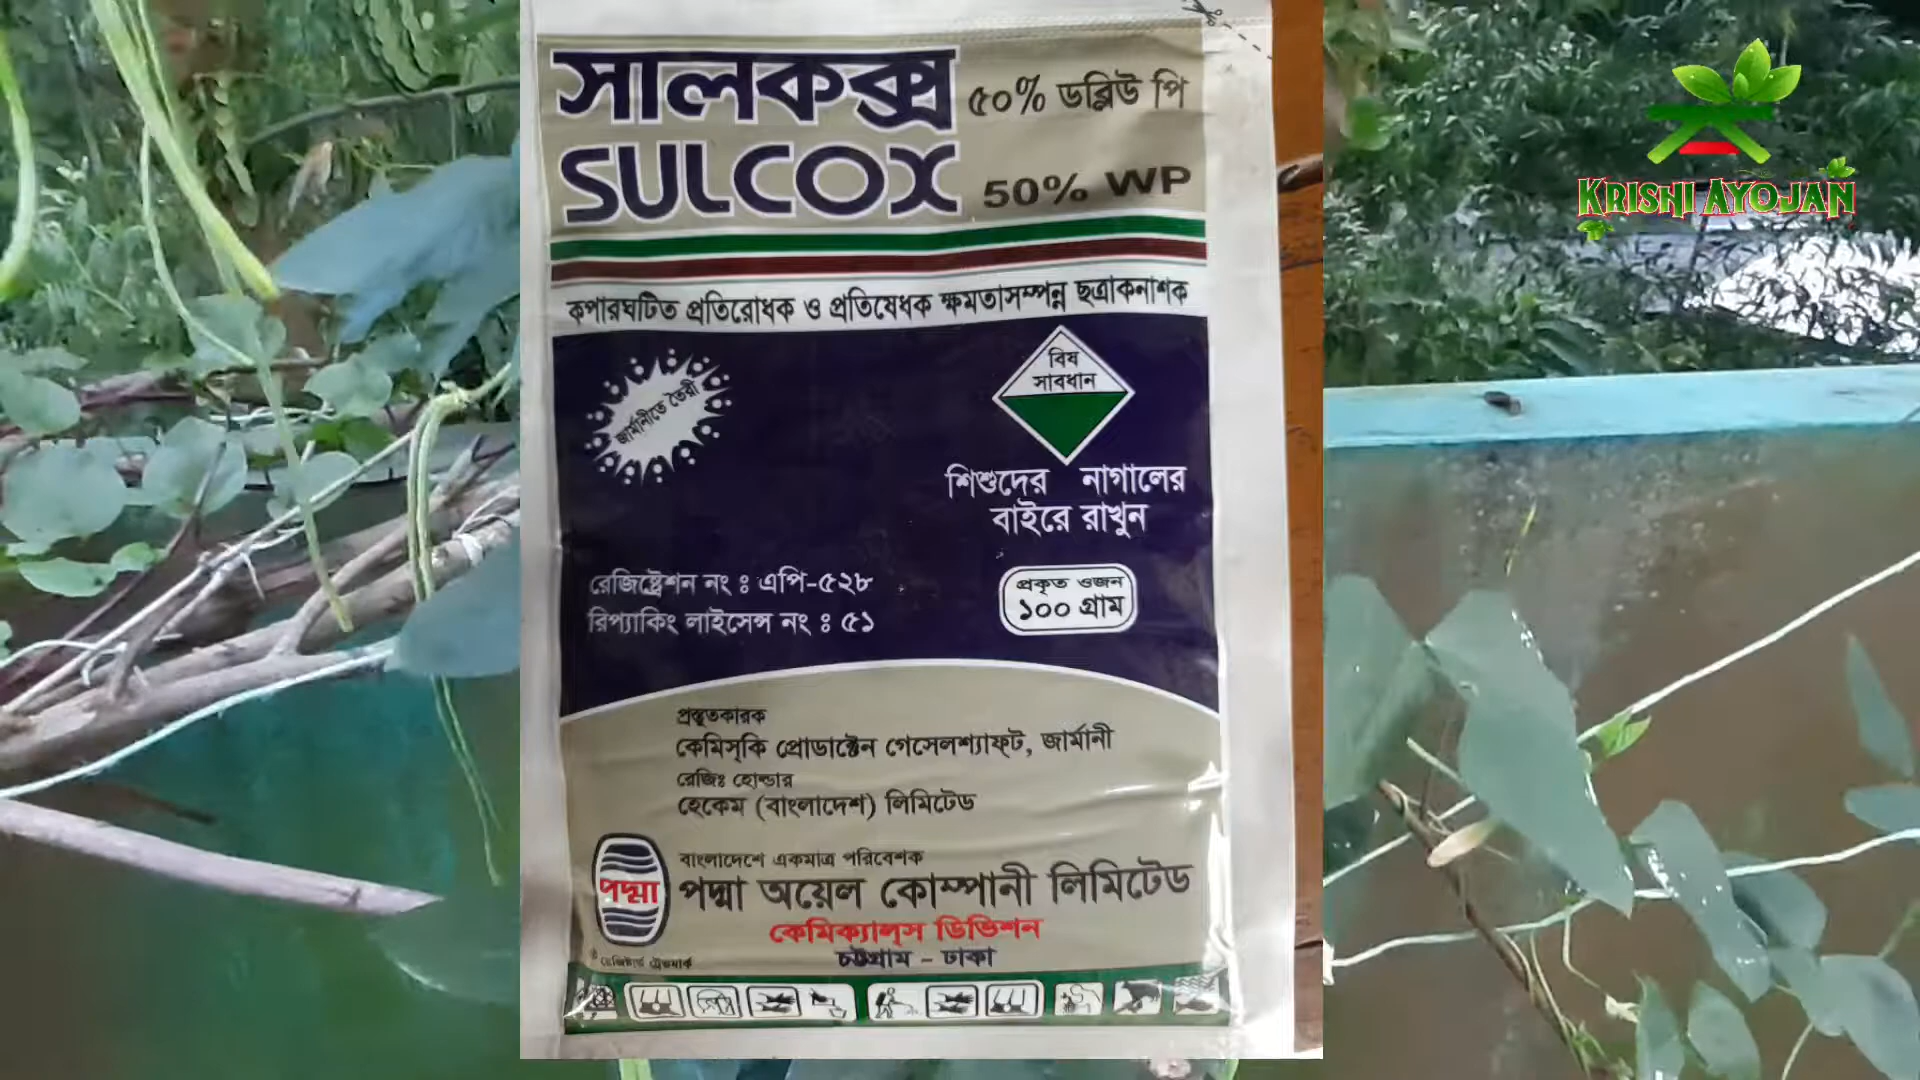 সালকক্স ৫০% ডব্লিউ পি
SULCOX 50% WP
কপারঘটিত প্রতিরোধক ও প্রতিষেধক ক্ষমতাসম্পন্ন ছত্রাকনাশক
জার্মানীতে তৈরী
বিষ
সাবধান
শিশুদের নাগালের
বাইরে রাখুন
রেজিষ্ট্রেশন নং ঃ এপি-৫২৮
রিপ্যাকিং লাইসেন্স নং ঃ ৫১
প্রকৃত ওজন
১০০ গ্রাম
প্রস্তুতকারক
কেমিস্কি প্রোডাক্টেন গেসেলশ্যাফ্ট, জার্মানী
রেজিঃ হোল্ডার
হেকেম (বাংলাদেশ) লিমিটেড
বাংলাদেশে একমাত্র পরিবেশক
পদ্মা
পদ্মা অয়েল কোম্পানী লিমিটেড
কেমিক্যাল্স ডিভিশন
চট্টগ্রাম - ঢাকা
রেজিষ্টার্ড ট্রেডমার্ক
KRISHI AYOJAN